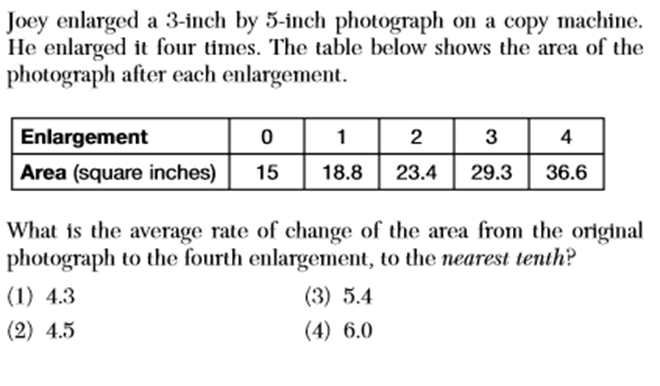 Joey enlarged a 3-inch by 5-inch photograph on a copy machine.
He enlarged it four times. The table below shows the area of the
photograph after each enlargement.
Enlargement 0 1 2 3 4
Area (square inches) 15 18.8 23.4 29.3 36.6
What is the average rate of change of the area from the original
photograph to the fourth enlargement, to the nearest tenth?
(1) 4.3 (3) 5.4
(2) 4.5 (4) 6.0